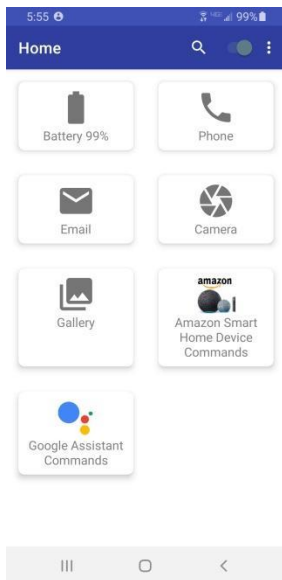 5:55 99%
Home
Battery 99%
Phone
Email
Camera
Gallery
amazon
Amazon Smart
Home Device
Commands
Google Assistant
Commands